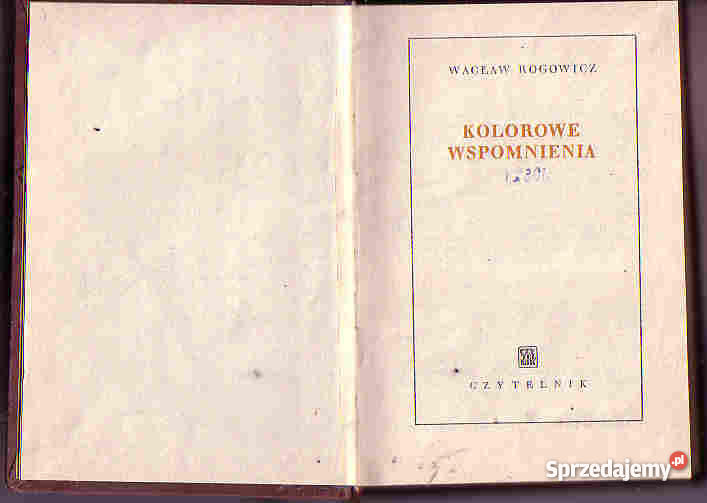 WACŁAW ROGOWICZ
KOLOROWE
WSPOMNIENIA
CZYTELNIK
Sprzedajemy.pl